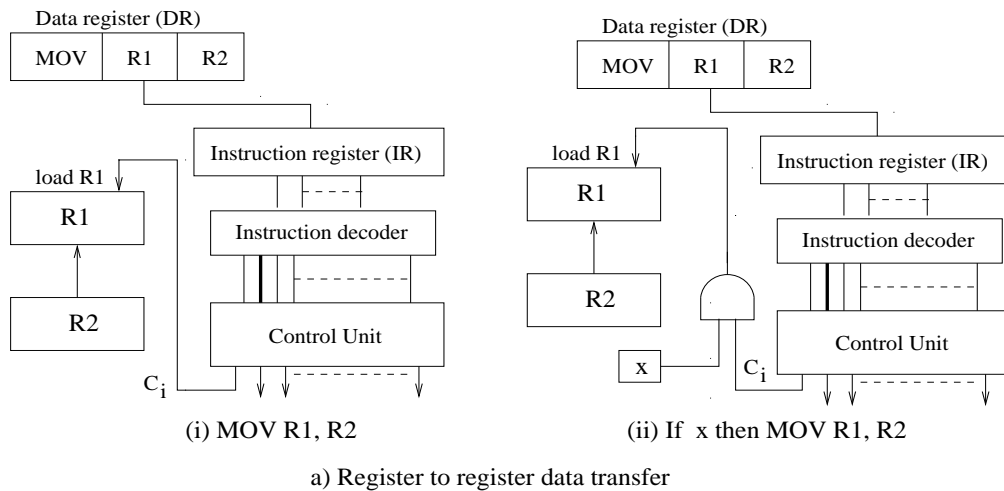 Data register (DR)
MOV R1 R2
Instruction register (IR)
load R1
R1
Instruction decoder
R2
Control Unit
C i
(i) MOV R1, R2
Data register (DR)
MOV R1 R2
Instruction register (IR)
load R1
R1
Instruction decoder
R2
Control Unit
x
C i
(ii) If x then MOV R1, R2
a) Register to register data transfer